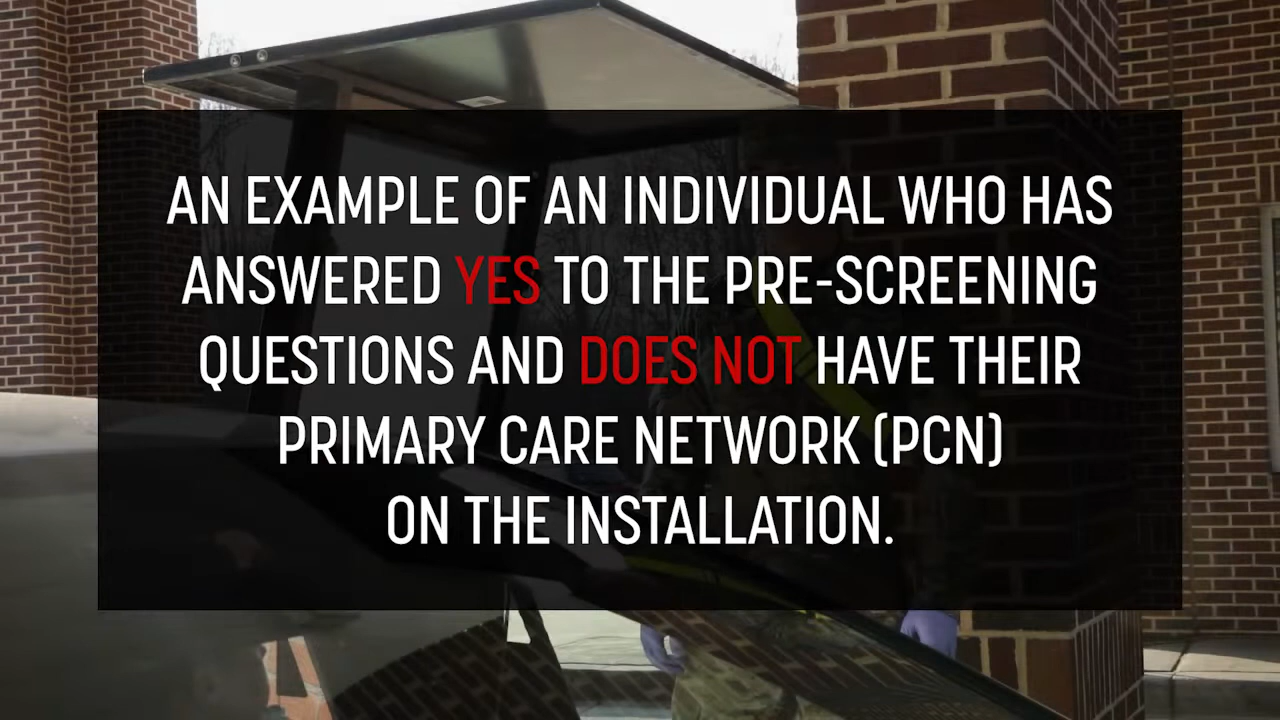 AN EXAMPLE OF AN INDIVIDUAL WHO HAS
ANSWERED YES TO THE PRE-SCREENING
QUESTIONS AND DOES NOT HAVE THEIR
PRIMARY CARE NETWORK (PCN)
ON THE INSTALLATION.